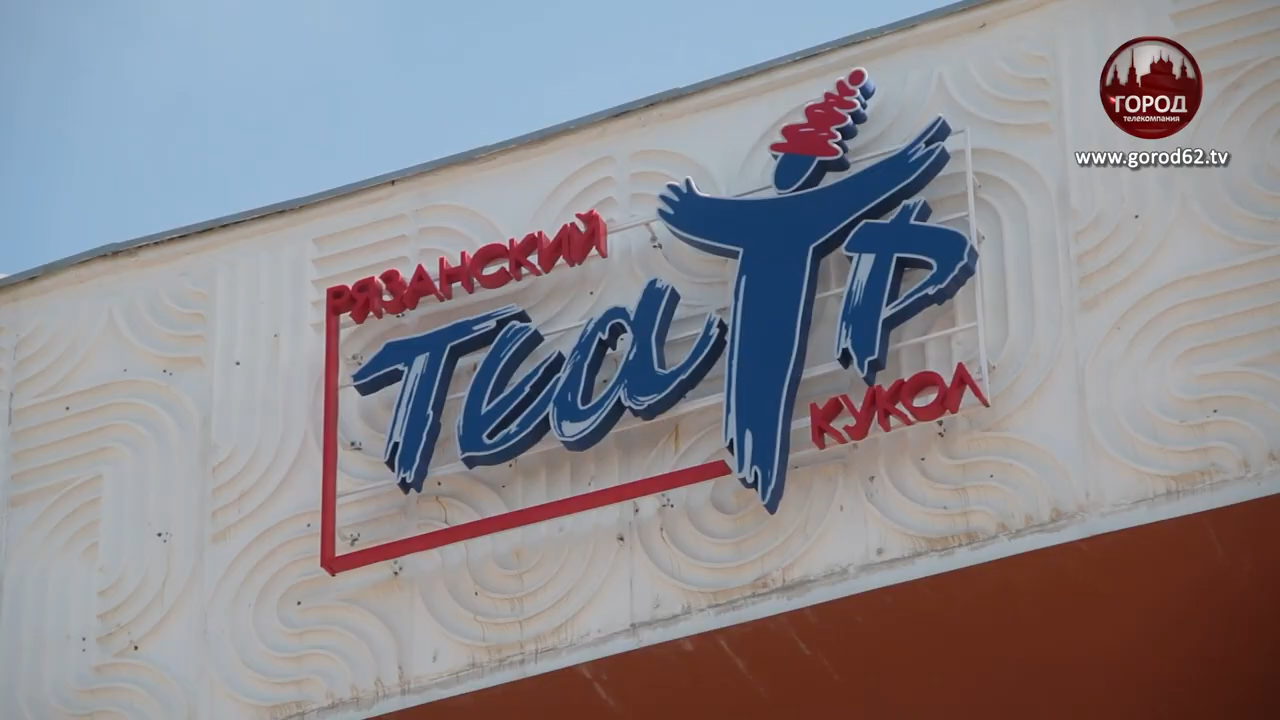 ГОРОД
телекомпания
www.gorod62.tv
РЯЗАНСКИЙ
Театр
КУКОЛ